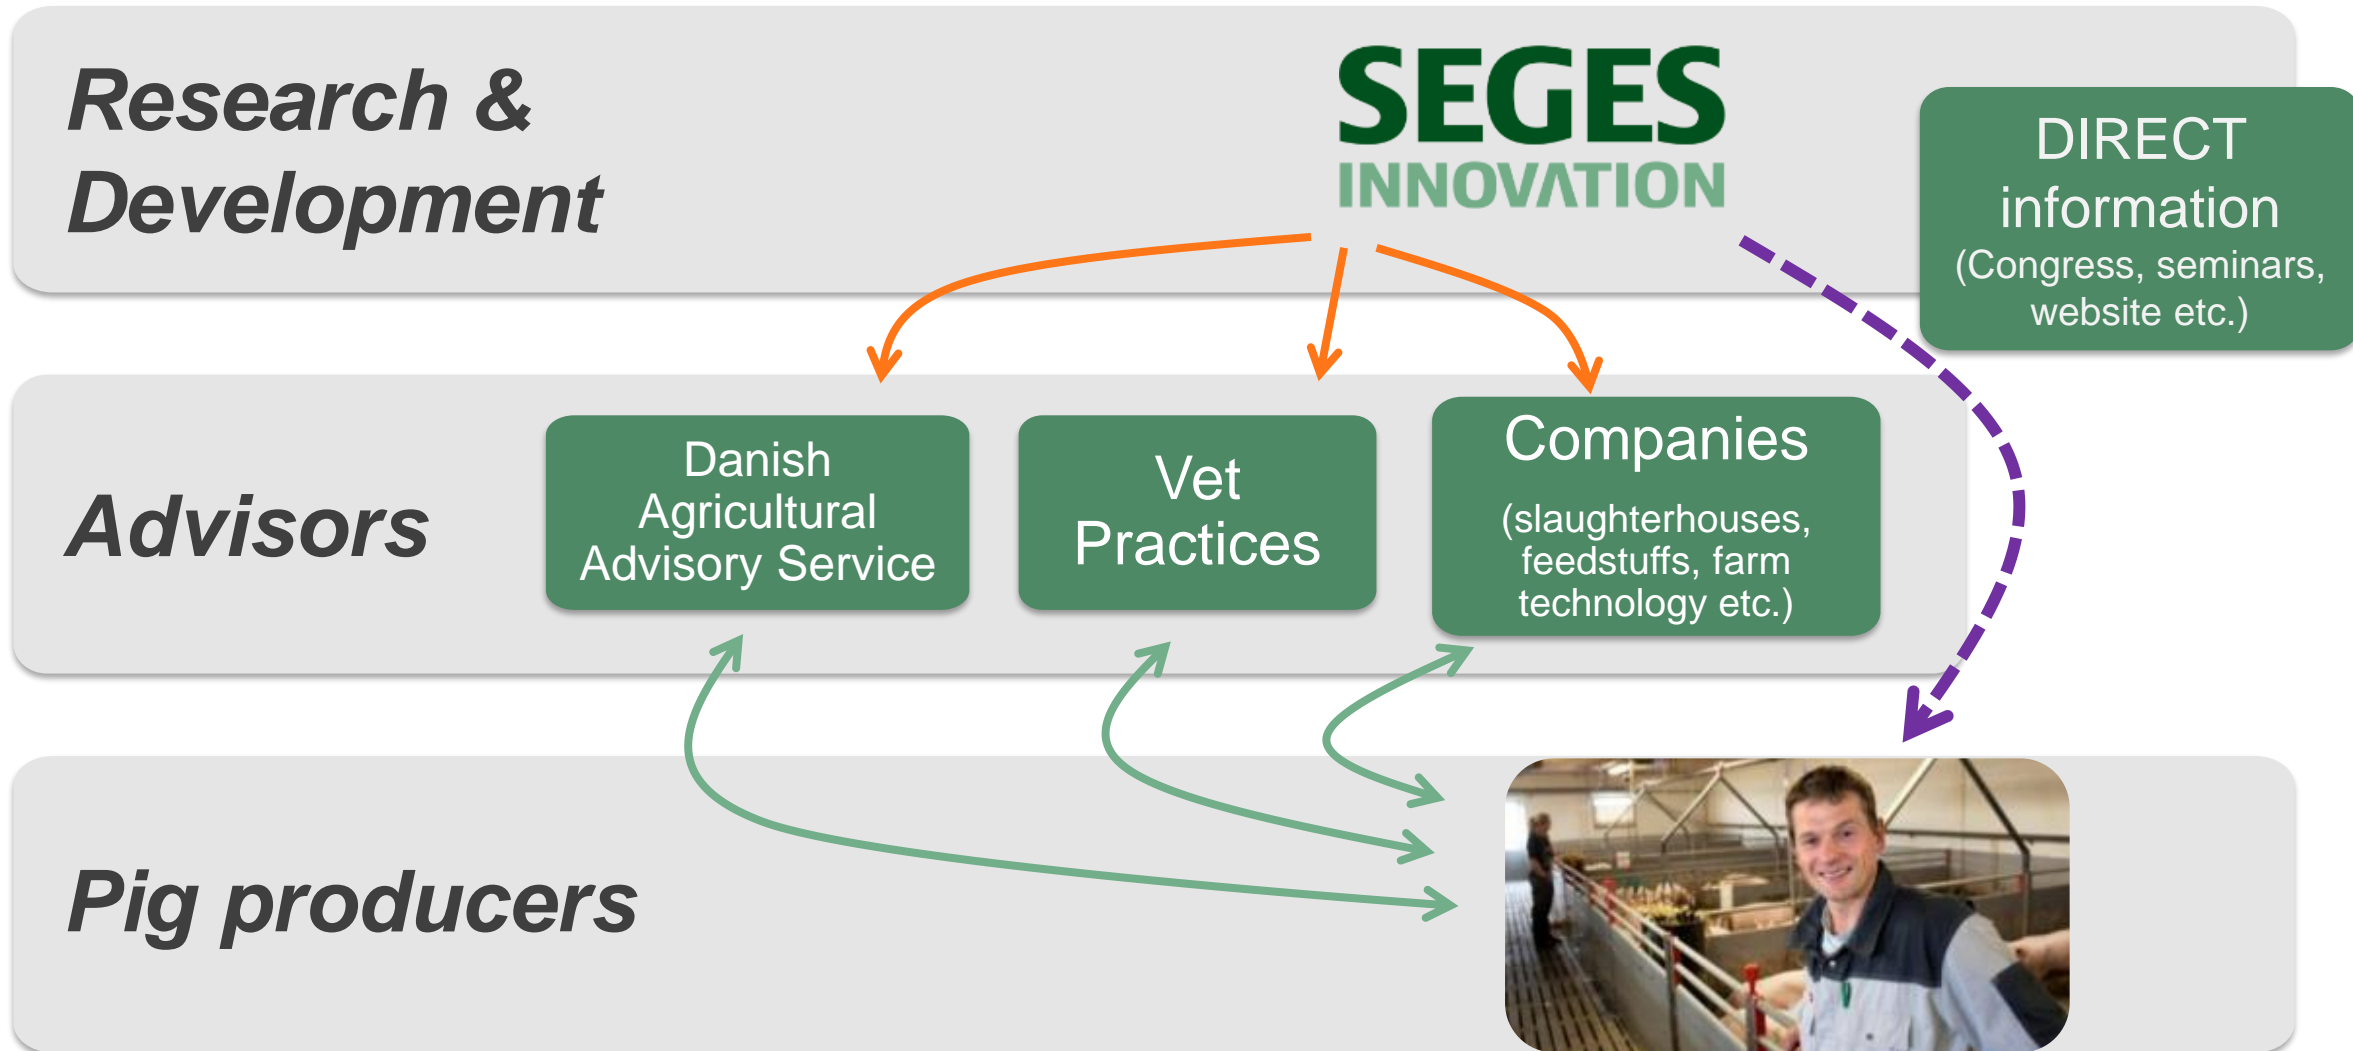 Research &
Development
SEGES
INNOVATION
DIRECT
information
(Congress, seminars,
website etc.)
Advisors
Danish
Agricultural
Advisory Service
Vet
Practices
Companies
(slaughterhouses,
feedstuffs, farm
technology etc.)
Pig producers